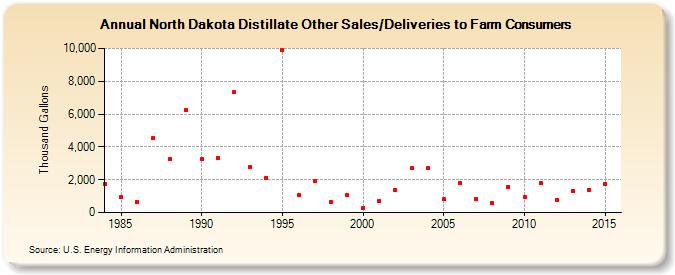 Annual North Dakota Distillate Other Sales/Deliveries to Farm Consumers
Thousand Gallons
10,000
8,000
6,000
4,000
2,000
0
1985 1990 1995 2000 2005 2010 2015
Source: U.S. Energy Information Administration